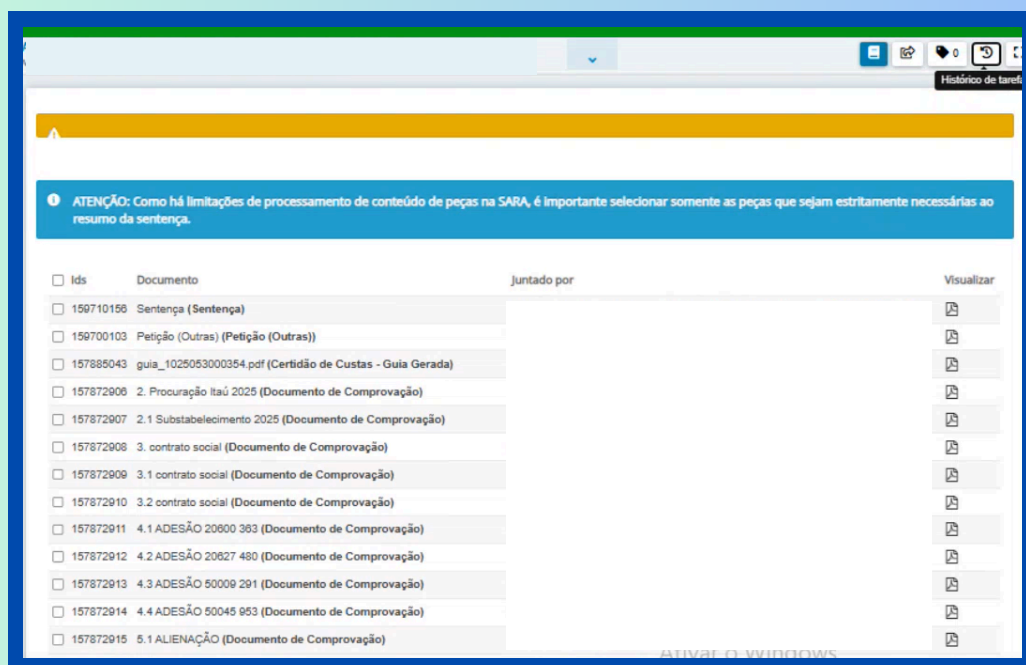 0
Histórico de taref
ATENÇÃO: Como há limitações de processamento de conteúdo de peças na SARA, é importante selecionar somente as peças que sejam estritamente necessárias ao
resumo da sentença.
Ids Documento Juntado por Visualizar
159710156 Sentença (Sentença)
159700103 Petição (Outras) (Petição (Outras))
157885043 guia_1025053000354.pdf (Certidão de Custas - Guia Gerada)
157872906 2. Procuração Itaú 2025 (Documento de Comprovação)
157872907 2.1 Substabelecimento 2025 (Documento de Comprovação)
157872908 3. contrato social (Documento de Comprovação)
157872909 3.1 contrato social (Documento de Comprovação)
157872910 3.2 contrato social (Documento de Comprovação)
157872911 4.1 ADESÃO 20600 363 (Documento de Comprovação)
157872912 4.2 ADESÃO 20627 480 (Documento de Comprovação)
157872913 4.3 ADESÃO 50009 291 (Documento de Comprovação)
157872914 4.4 ADESÃO 50045 953 (Documento de Comprovação)
157872915 5.1 ALIENAÇÃO (Documento de Comprovação)
Ativar o Windows